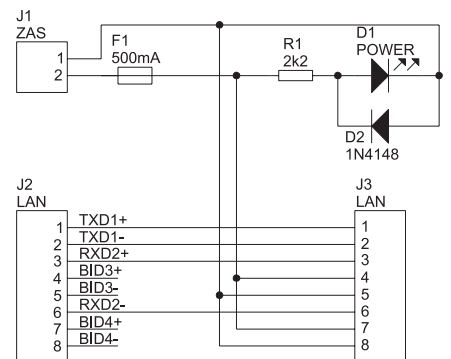 J1
ZAS
1
2
F1
500mA
R1
2k2
D1
POWER
D2
1N4148
J2
LAN
1 TXD1+
2 TXD1-
3 RXD2+
4 BID3+
5 BID3-
6 RXD2-
7 BID4+
8 BID4-
J3
LAN
1
2
3
4
5
6
7
8